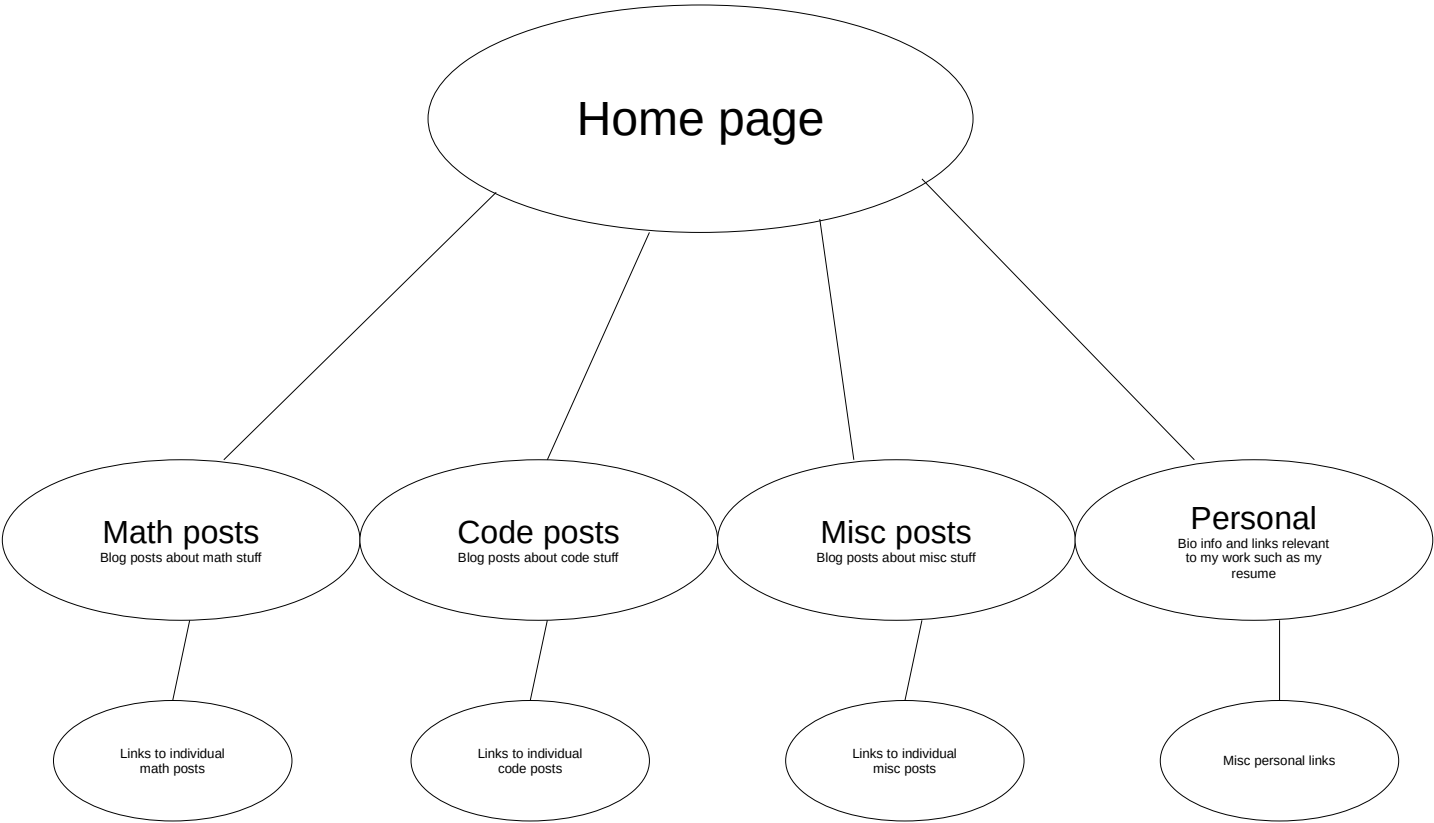 Home page
Math posts
Blog posts about math stuff
Code posts
Blog posts about code stuff
Misc posts
Blog posts about misc stuff
Personal
Bio info and links relevant
to my work such as my
resume
Links to individual
math posts
Links to individual
code posts
Links to individual
misc posts
Misc personal links